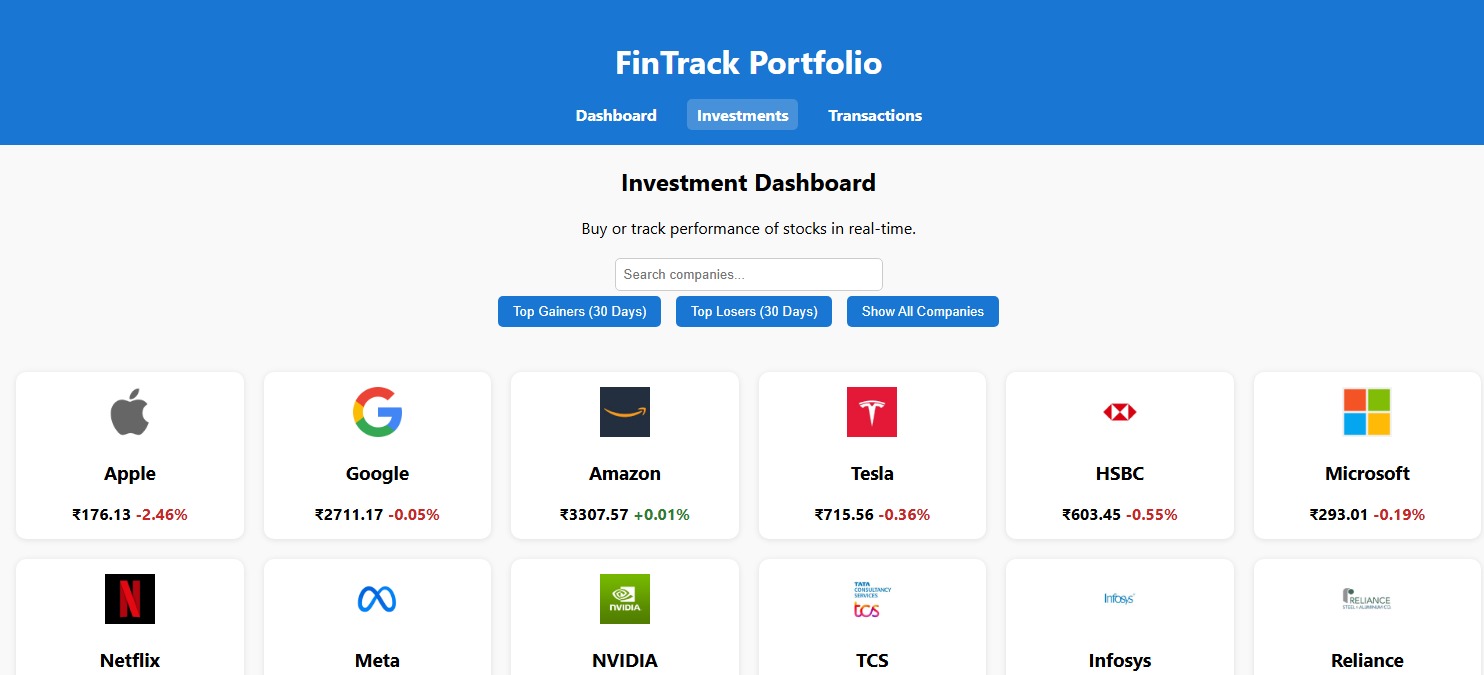 FinTrack Portfolio
Dashboard Investments Transactions
Investment Dashboard
Buy or track performance of stocks in real-time.
Search companies...
Top Gainers (30 Days) Top Losers (30 Days) Show All Companies
Apple Google Amazon Tesla HSBC Microsoft
₹176.13 -2.46% ₹2711.17 -0.05% ₹3307.57 +0.01% ₹715.56 -0.36% ₹603.45 -0.55% ₹293.01 -0.19%
NVIDIA
TATA
CONSULTANCY
SERVICES
tcs
Infosys
RELIANCE
STEEL & ALUMINUM CO.
Netflix Meta NVIDIA TCS Infosys Reliance